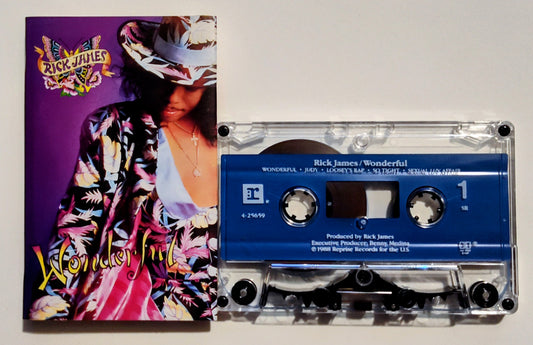 RICK JAMES
Wonderful
Rick James/Wonderful
WONDERFUL • JUDY • LOOSEY'S RAP • SO TIGHT • SEXUAL LUV AFFAIR
r
1
4-25659
SR
Produced by Rick James
Executive Producer: Benny Medina
℗ 1988 Reprise Records for the U.S.